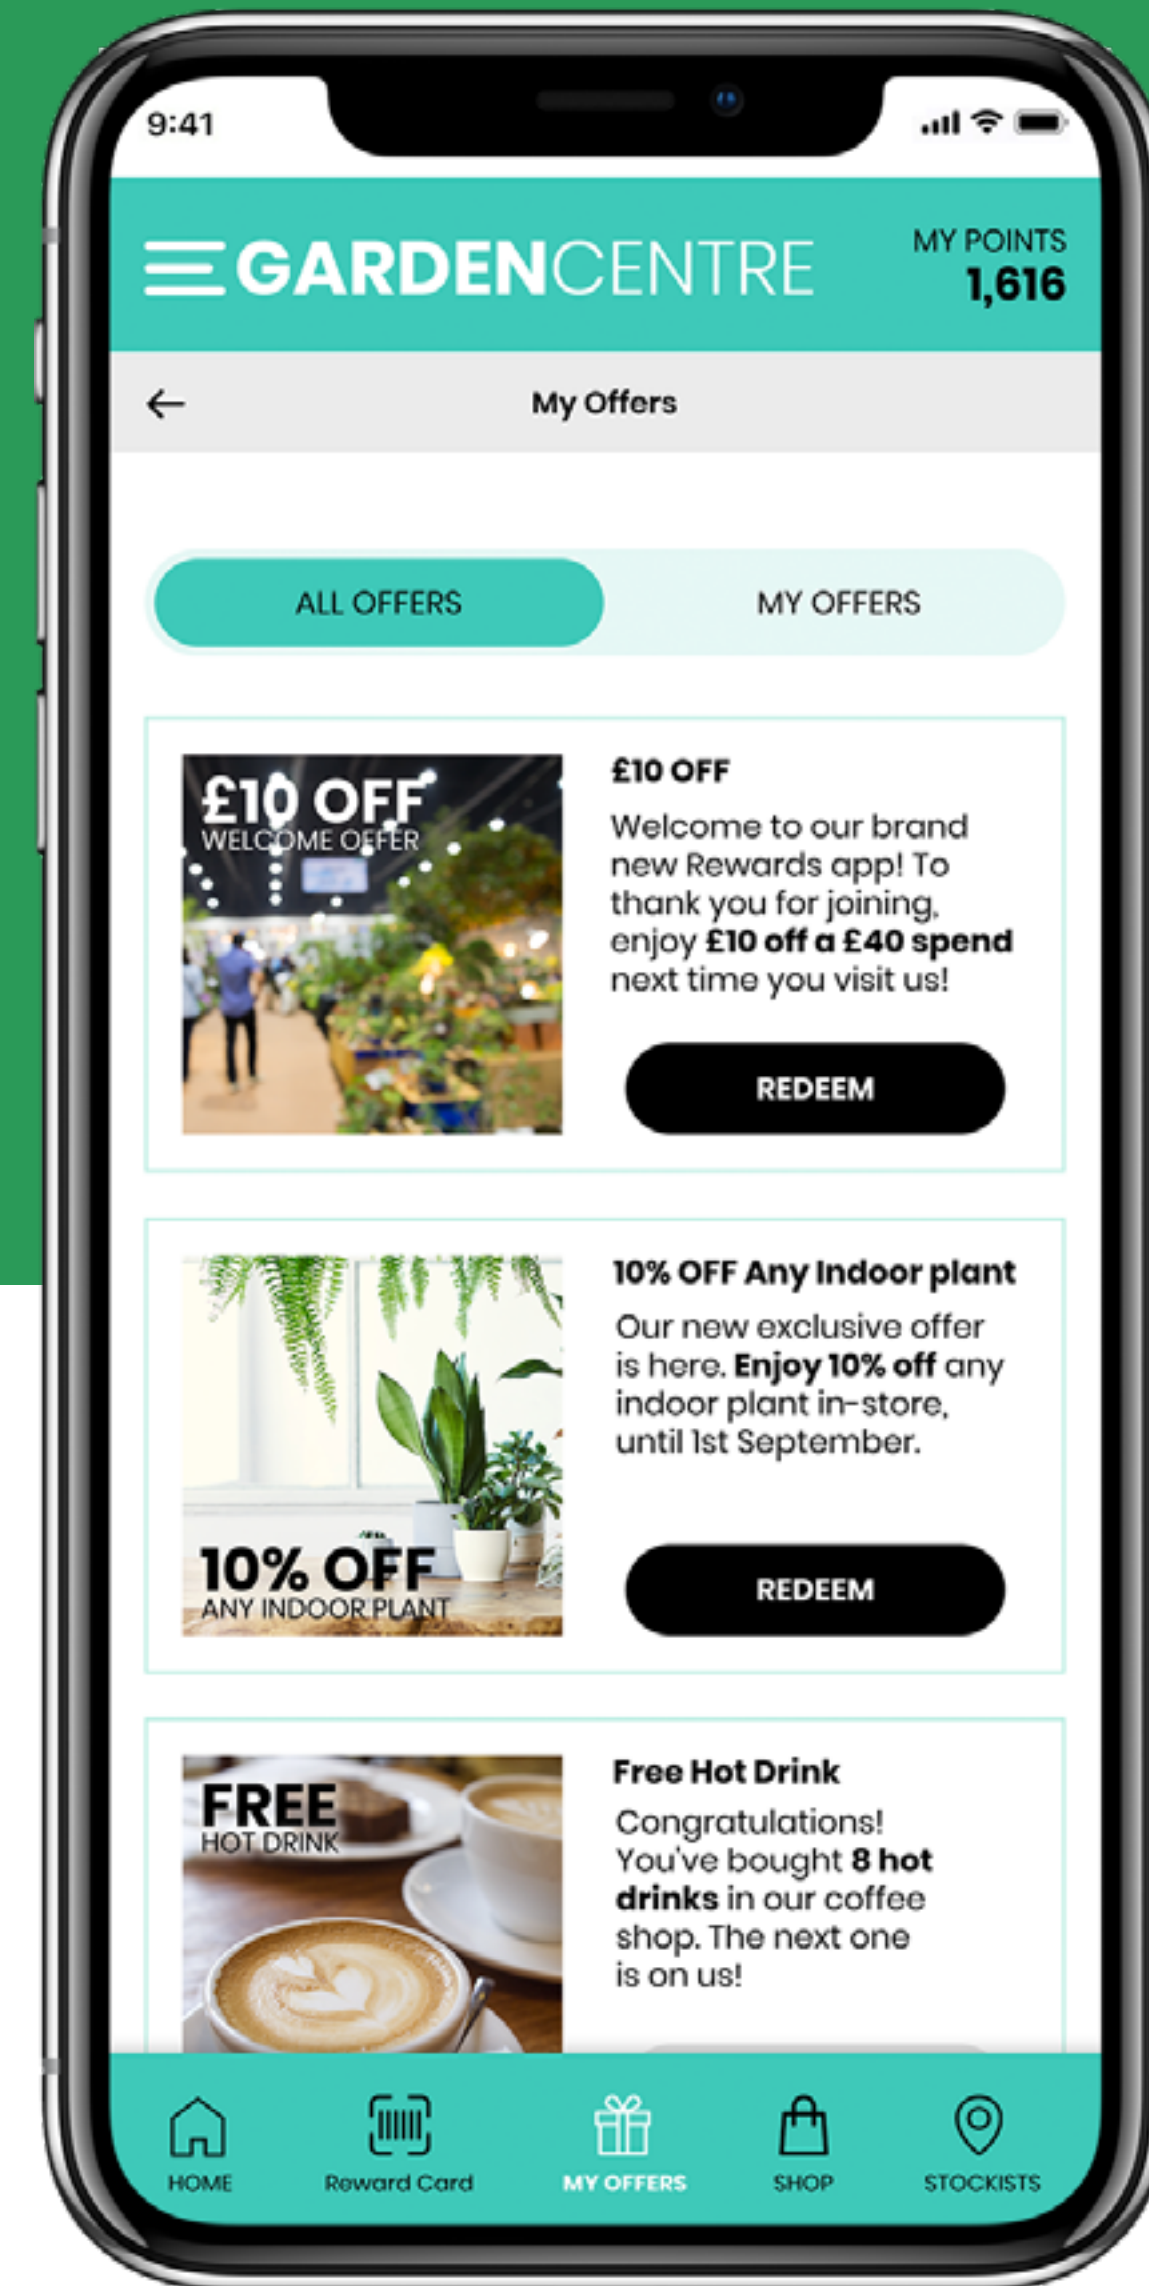 9:41
GARDENCENTRE
MY POINTS
1,616
My Offers
ALL OFFERS
MY OFFERS
£10 OFF
WELCOME OFFER
£10 OFF
Welcome to our brand
new Rewards app! To
thank you for joining,
enjoy £10 off a £40 spend
next time you visit us!
REDEEM
10% OFF
ANY INDOOR PLANT
10% OFF Any Indoor plant
Our new exclusive offer
is here. Enjoy 10% off any
indoor plant in-store,
until 1st September.
REDEEM
FREE
HOT DRINK
Free Hot Drink
Congratulations!
You've bought 8 hot
drinks in our coffee
shop. The next one
is on us!
HOME
Reward Card
MY OFFERS
SHOP
STOCKISTS